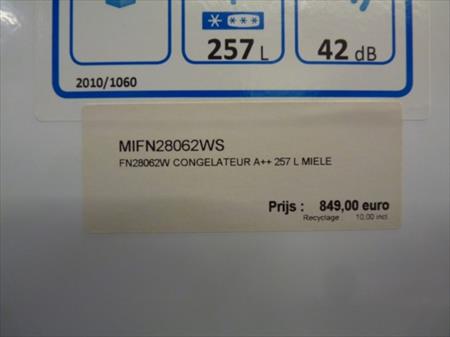 257 L
42 dB
2010/1060
MIFN28062WS
FN28062W CONGELATEUR A++ 257 L MIELE
Prijs : 849,00 euro
Recyclage 10,00 incl.